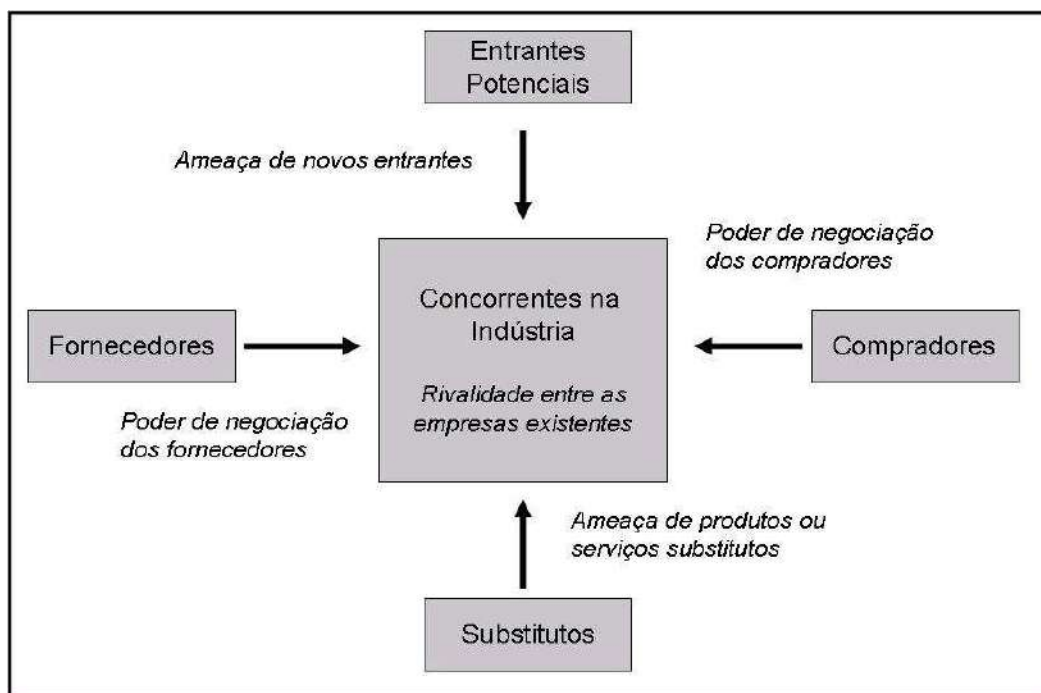 Entrantes
Potenciais
Ameaça de novos entrantes
Poder de negociação
dos compradores
Concorrentes na
Indústria
Fornecedores
Compradores
Rivalidade entre as
empresas existentes
Poder de negociação
dos fornecedores
Ameaça de produtos ou
serviços substitutos
Substitutos